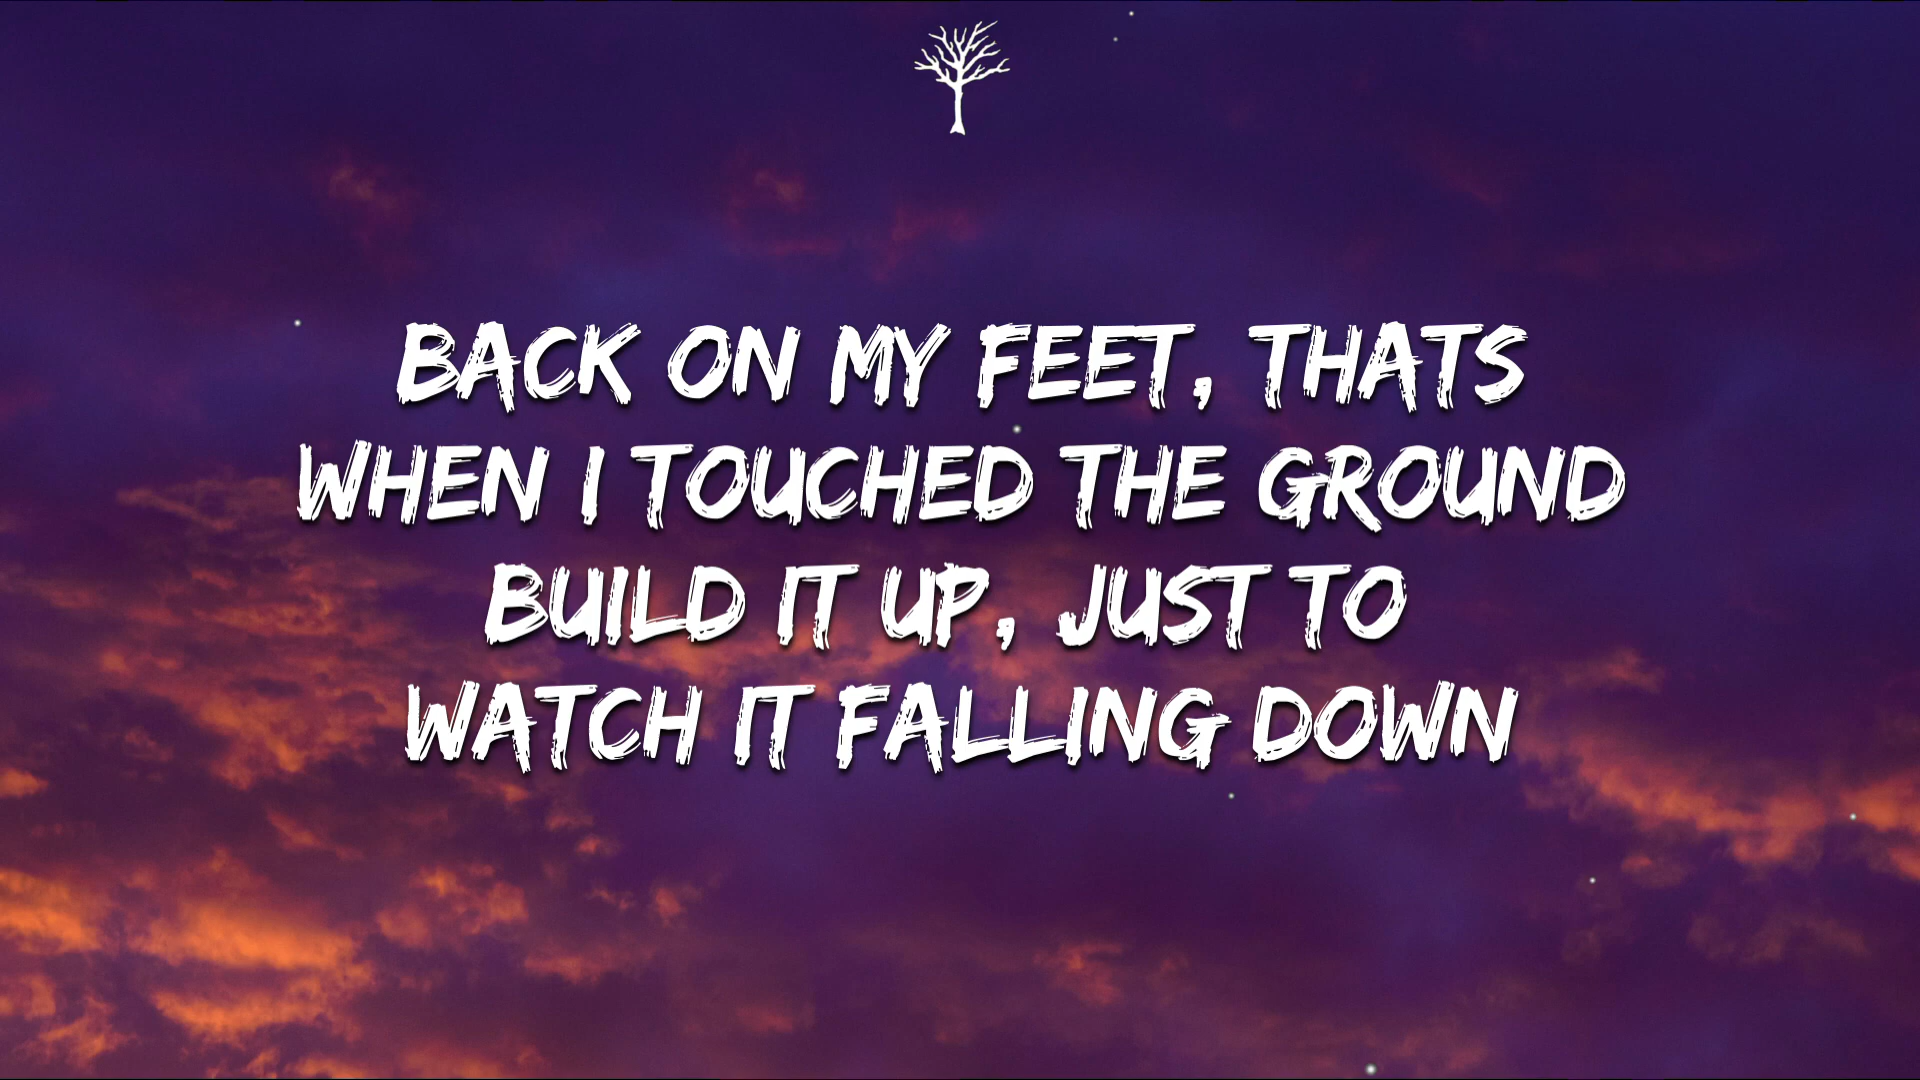 BACK ON MY FEET, THATS
WHEN I TOUCHED THE GROUND
BUILD IT UP, JUST TO
WATCH IT FALLING DOWN